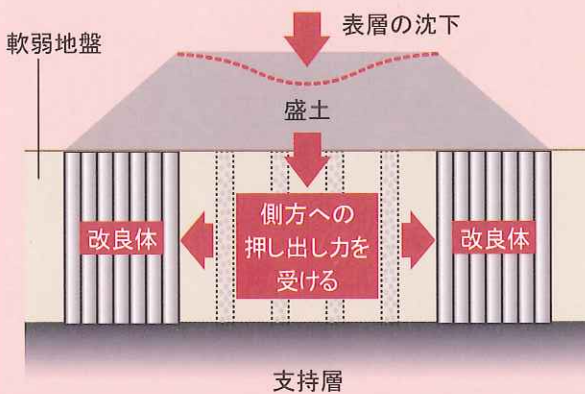 表層の沈下
軟弱地盤
盛土
改良体
側方への
押し出し力を
受ける
改良体
支持層